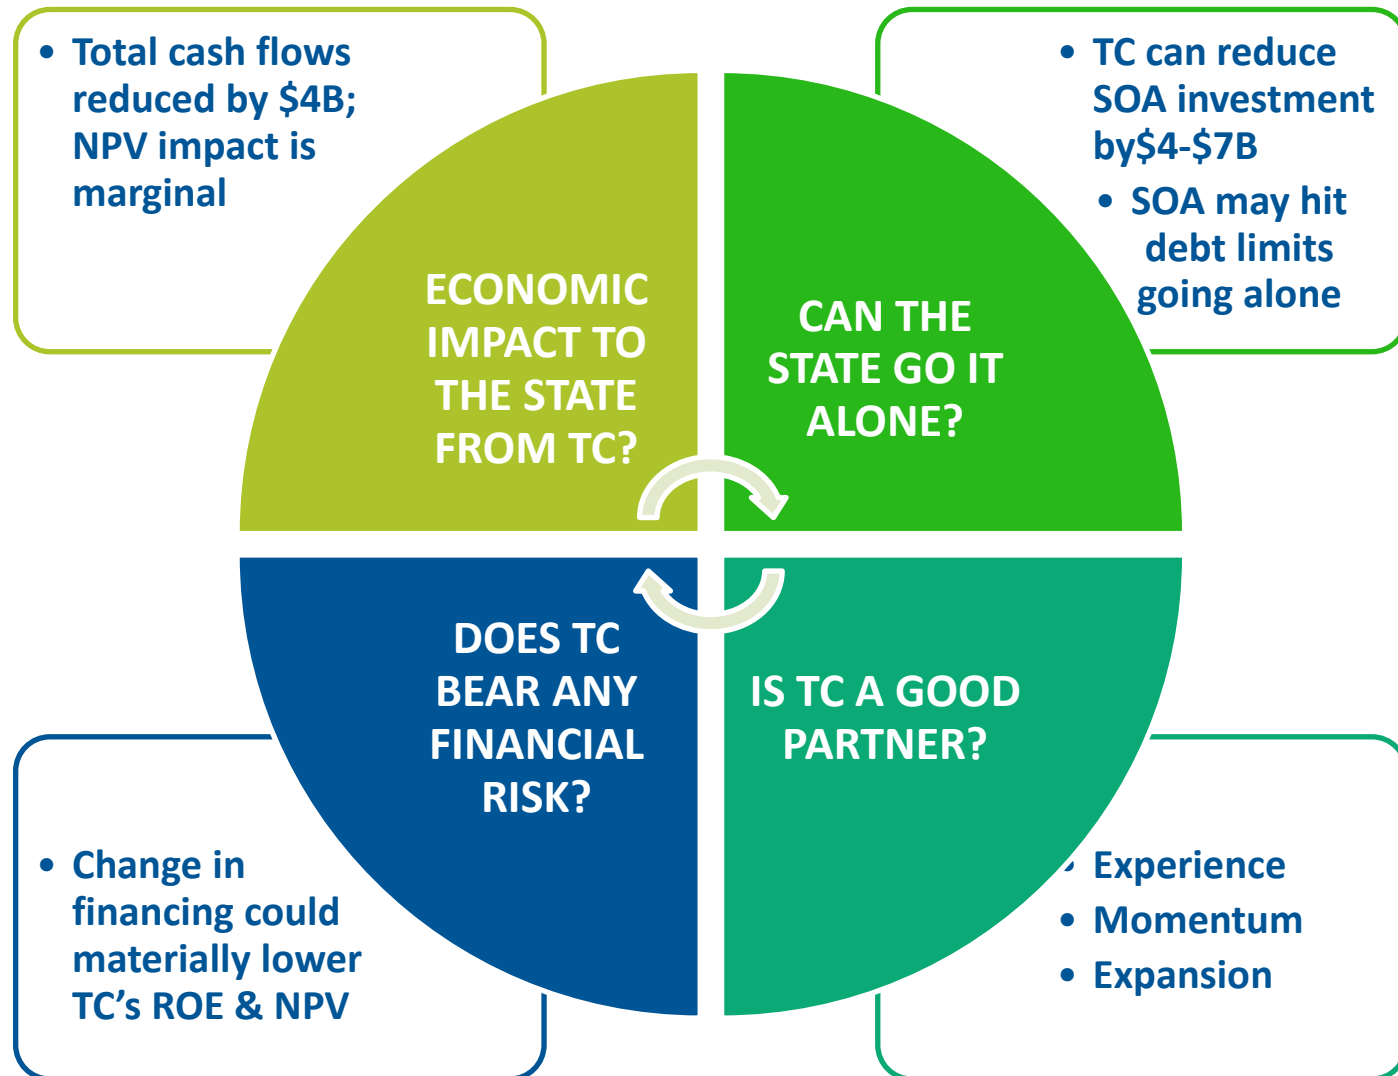 • Total cash flows
reduced by $4B;
NPV impact is
marginal
• TC can reduce
SOA investment
by$4-$7B
• SOA may hit
debt limits
going alone
ECONOMIC
IMPACT TO
THE STATE
FROM TC?
CAN THE
STATE GO IT
ALONE?
DOES TC
BEAR ANY
FINANCIAL
RISK?
IS TC A GOOD
PARTNER?
• Change in
financing could
materially lower
TC’s ROE & NPV
• Experience
• Momentum
• Expansion